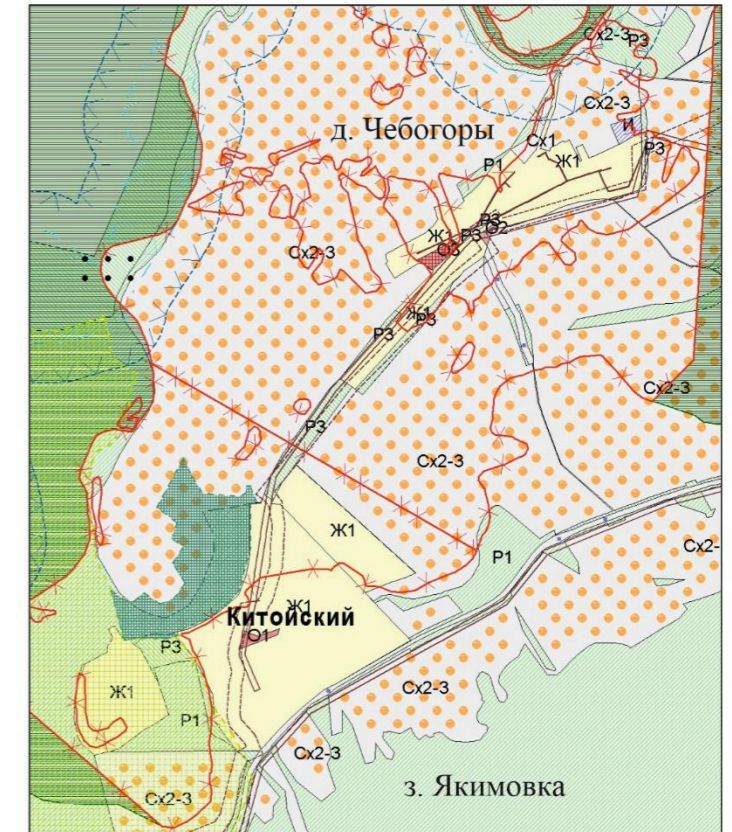 Сх2-3
Р3
Сх2-3
И
д. Чебогоры
Сх1
Р1
Ж1
Р3
Р3
О2
Ж1
Р3
О3
Сх2-3
Ж1
Р3
Р3
Сх2-3
Р3
Сх2-3
Ж1
Сх2-
Р1
Ж1
Китойский
О1
Р3
Ж1
Сх2-3
Р1
Сх2-3
з. Якимовка
Сх2-3